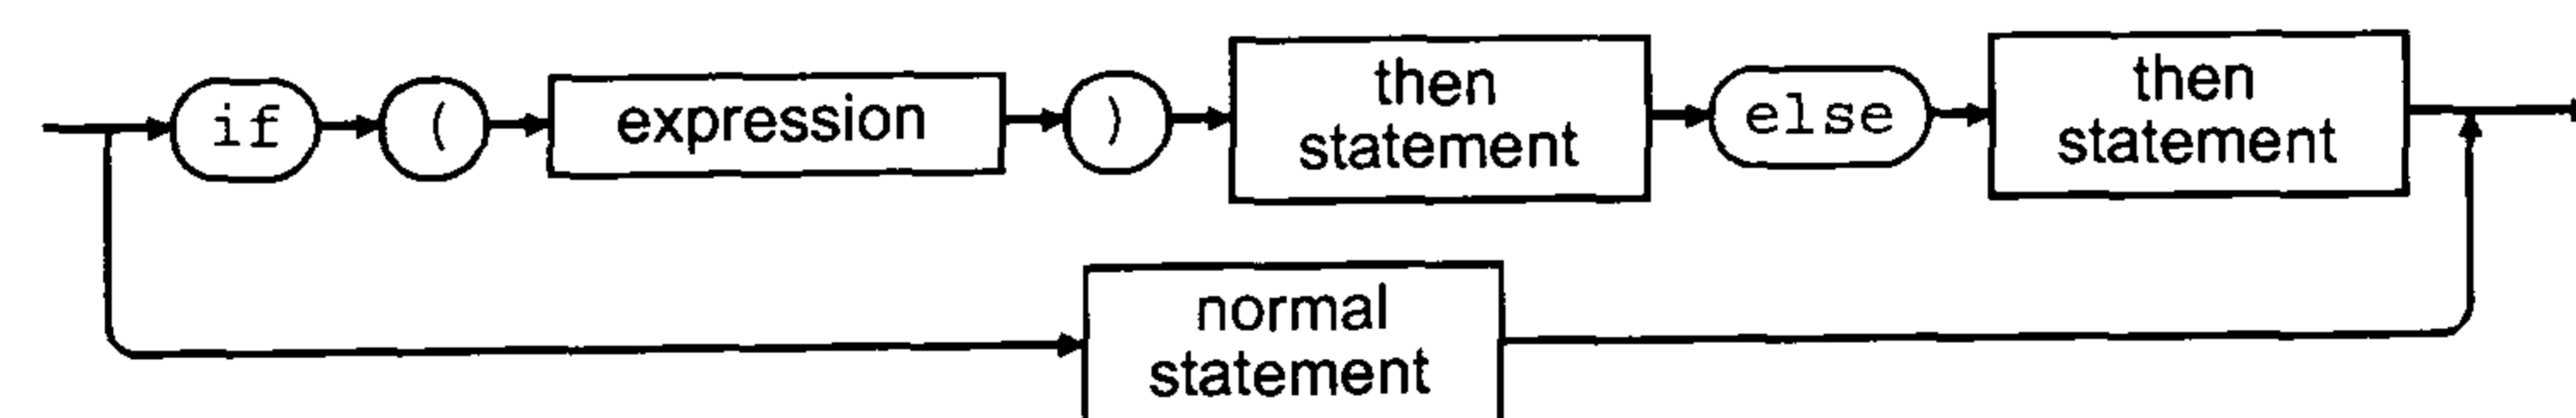 if ( expression ) then statement else then statement
normal statement